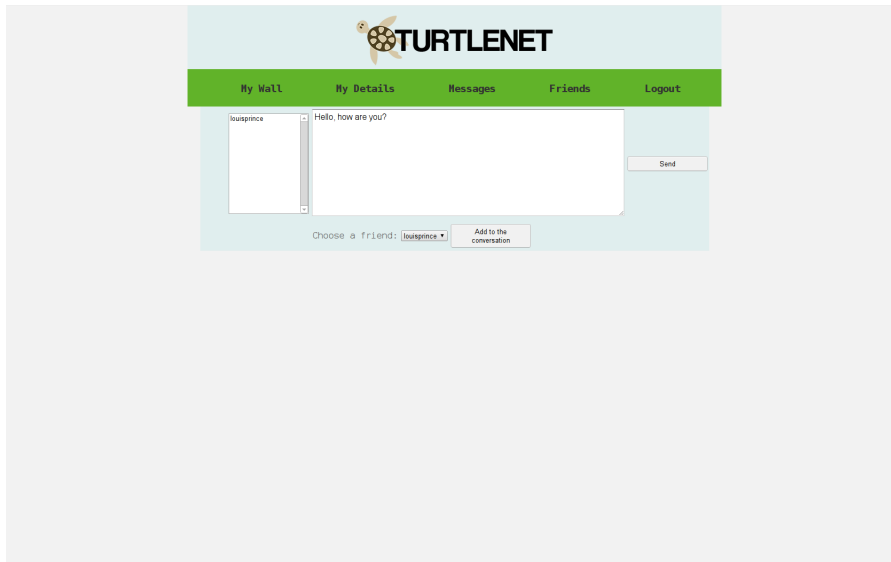 TURTLENET
My Wall My Details Messages Friends Logout
louisprince
Hello, how are you?
Send
Choose a friend: louisprince Add to the
conversation